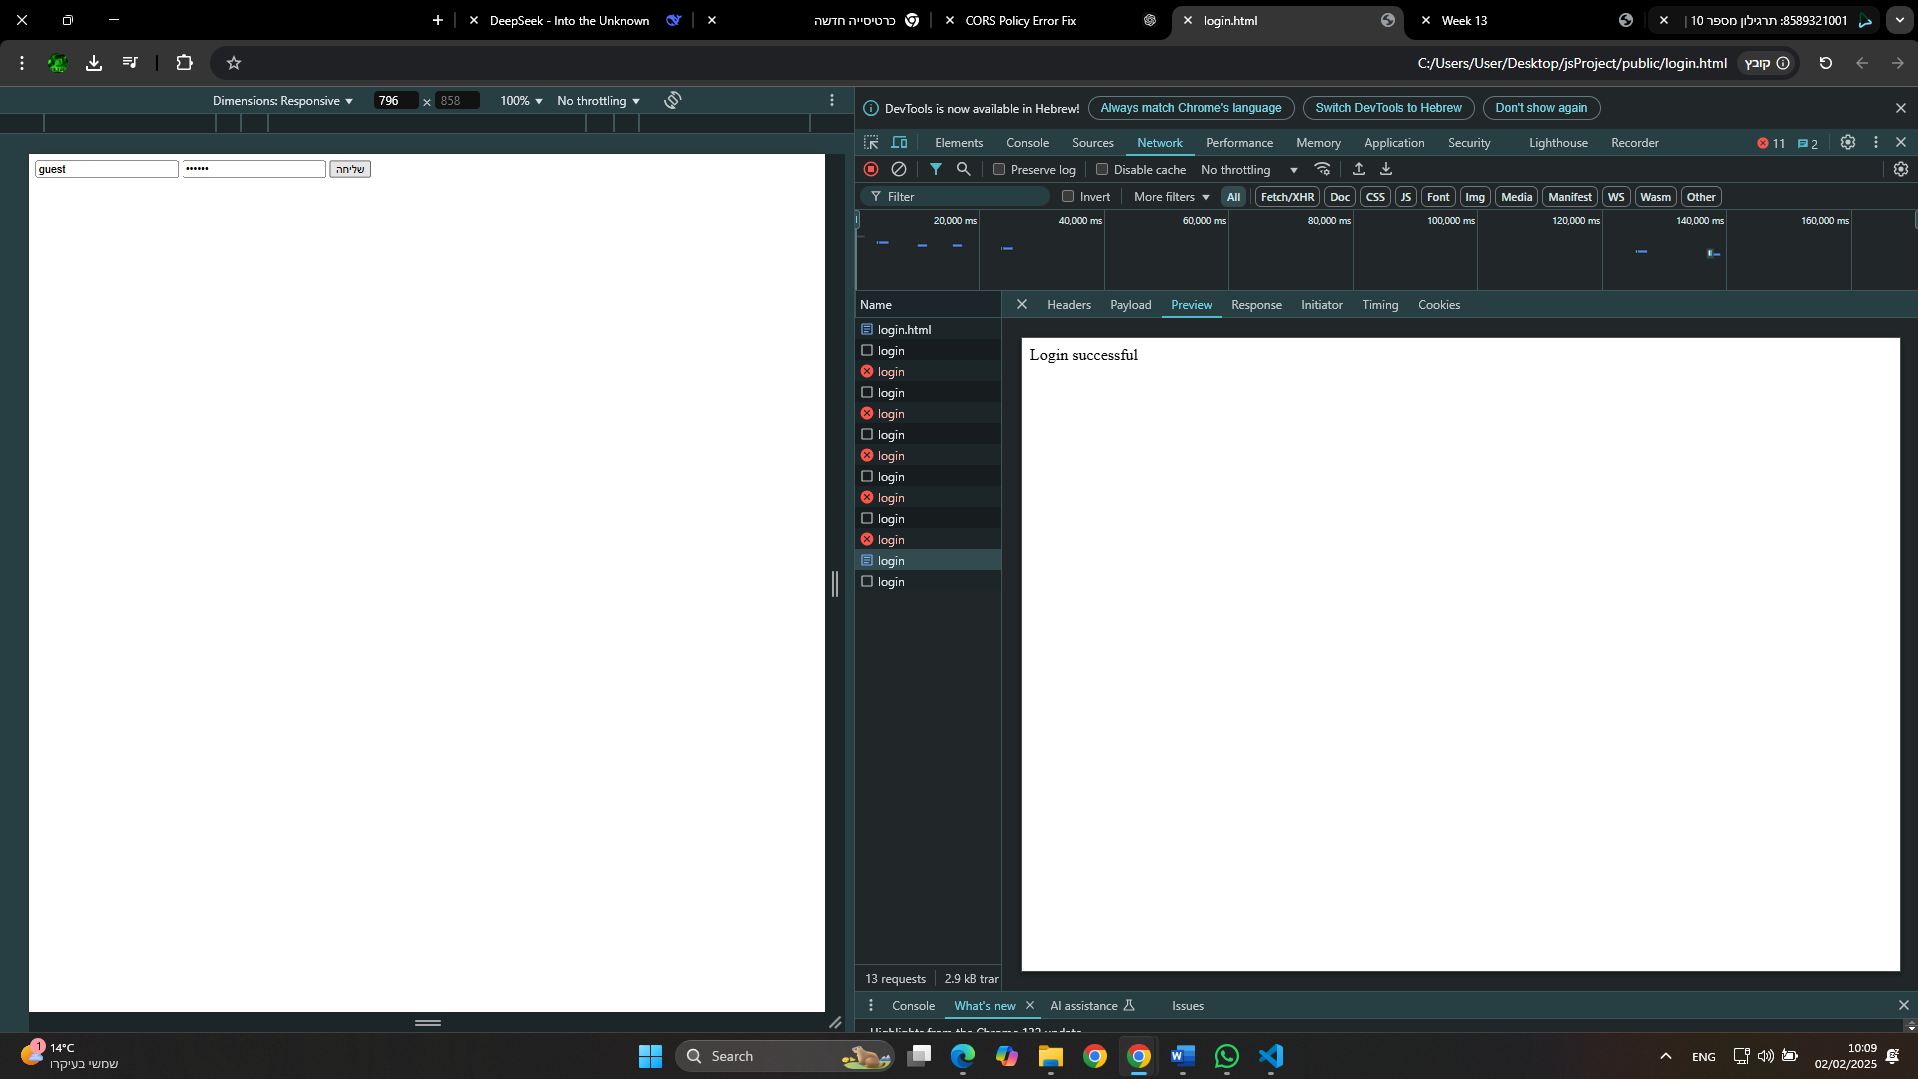 DeepSeek - Into the Unknown
כרטיסייה חדשה
CORS Policy Error Fix
login.html
Week 13
8589321001: תרגילון מספר 10 |
C:/Users/User/Desktop/jsProject/public/login.html
קובץ
Dimensions: Responsive
796 × 858
100%
No throttling
guest
••••••
שליחה
DevTools is now available in Hebrew!
Always match Chrome's language
Switch DevTools to Hebrew
Don't show again
Elements
Console
Sources
Network
Performance
Memory
Application
Security
Lighthouse
Recorder
11
2
Preserve log
Disable cache
No throttling
Filter
Invert
More filters
All
Fetch/XHR
Doc
CSS
JS
Font
Img
Media
Manifest
WS
Wasm
Other
20,000 ms
40,000 ms
60,000 ms
80,000 ms
100,000 ms
120,000 ms
140,000 ms
160,000 ms
Name
Headers
Payload
Preview
Response
Initiator
Timing
Cookies
login.html
login
login
login
login
login
login
login
login
login
login
login
login
Login successful
13 requests
2.9 kB tran
Console
What's new
AI assistance
Issues
1
14°C
שמשי בעיקרו
Search
ENG
10:09
02/02/2025